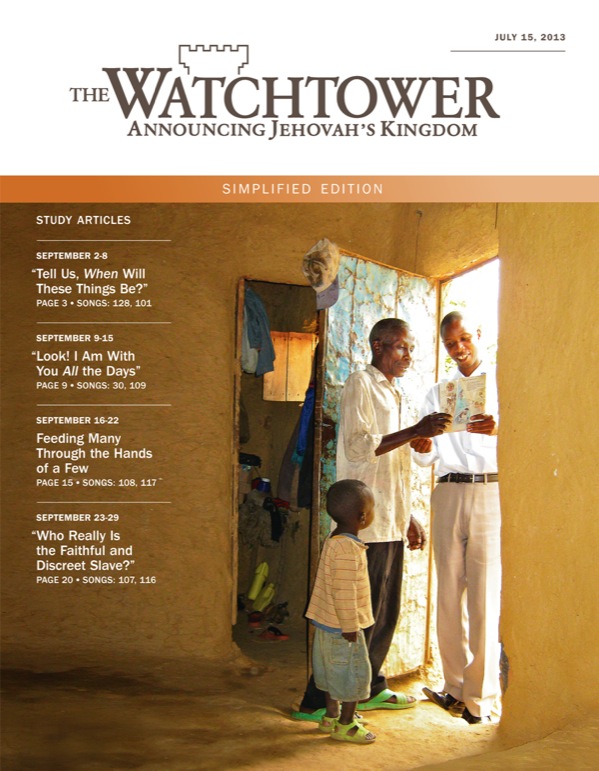 JULY 15, 2013
THE WATCHTOWER
ANNOUNCING JEHOVAH'S KINGDOM
SIMPLIFIED EDITION
STUDY ARTICLES
SEPTEMBER 2-8
“Tell Us, When Will
These Things Be?”
PAGE 3 • SONGS: 128, 101
SEPTEMBER 9-15
“Look! I Am With
You All the Days”
PAGE 9 • SONGS: 30, 109
SEPTEMBER 16-22
Feeding Many
Through the Hands
of a Few
PAGE 15 • SONGS: 108, 117
SEPTEMBER 23-29
“Who Really Is
the Faithful and
Discreet Slave?”
PAGE 20 • SONGS: 107, 116